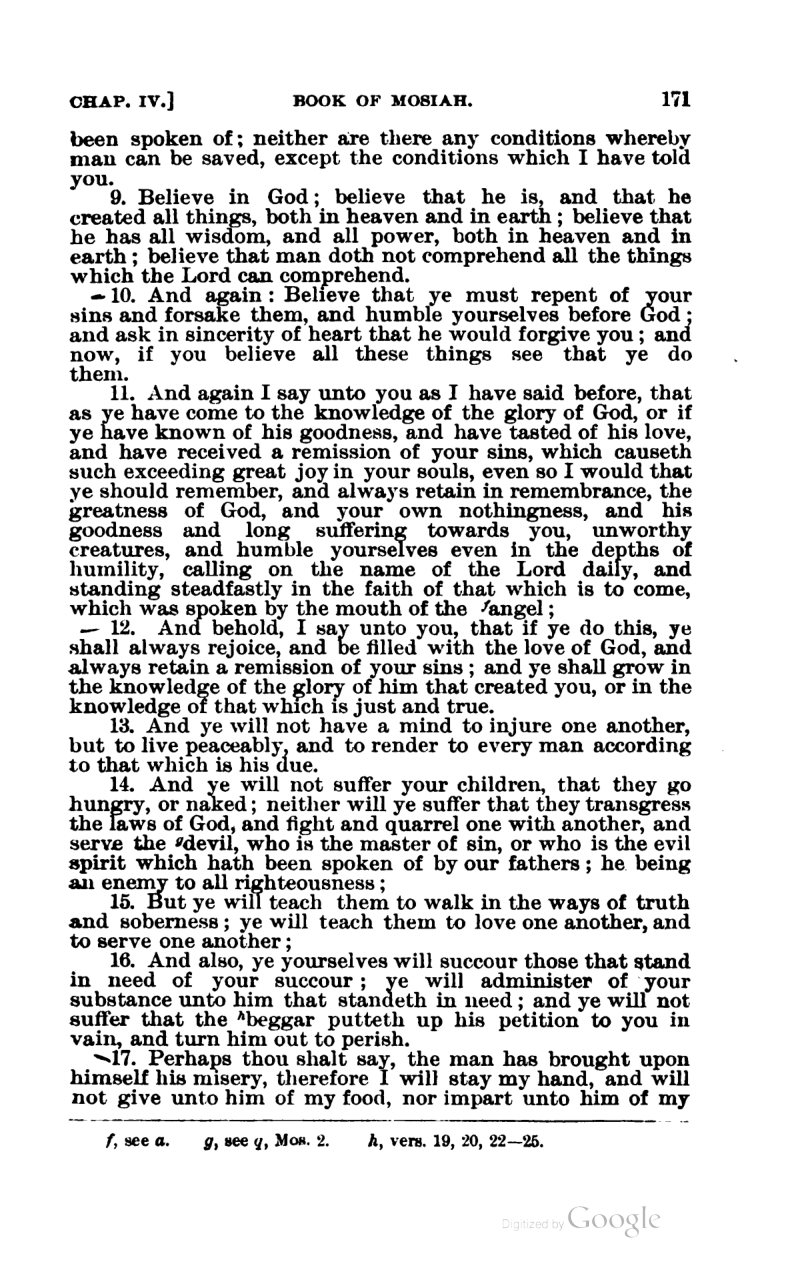 CHAP. IV.] BOOK OF MOSIAH. 171
been spoken of; neither are there any conditions whereby
man can be saved, except the conditions which I have told
you.
9. Believe in God; believe that he is, and that he
created all things, both in heaven and in earth; believe that
he has all wisdom, and all power, both in heaven and in
earth; believe that man doth not comprehend all the things
which the Lord can comprehend.
— 10. And again: Believe that ye must repent of your
sins and forsake them, and humble yourselves before God;
and ask in sincerity of heart that he would forgive you; and
now, if you believe all these things see that ye do
them.
11. And again I say unto you as I have said before, that
as ye have come to the knowledge of the glory of God, or if
ye have known of his goodness, and have tasted of his love,
and have received a remission of your sins, which causeth
such exceeding great joy in your souls, even so I would that
ye should remember, and always retain in remembrance, the
greatness of God, and your own nothingness, and his
goodness and long suffering towards you, unworthy
creatures, and humble yourselves even in the depths of
humility, calling on the name of the Lord daily, and
standing steadfastly in the faith of that which is to come,
which was spoken by the mouth of the ᶠangel;
— 12. And behold, I say unto you, that if ye do this, ye
shall always rejoice, and be filled with the love of God, and
always retain a remission of your sins; and ye shall grow in
the knowledge of the glory of him that created you, or in the
knowledge of that which is just and true.
13. And ye will not have a mind to injure one another,
but to live peaceably, and to render to every man according
to that which is his due.
14. And ye will not suffer your children, that they go
hungry, or naked; neither will ye suffer that they transgress
the laws of God, and fight and quarrel one with another, and
serve the ᵍdevil, who is the master of sin, or who is the evil
spirit which hath been spoken of by our fathers; he being
an enemy to all righteousness;
15. But ye will teach them to walk in the ways of truth
and soberness; ye will teach them to love one another, and
to serve one another;
16. And also, ye yourselves will succour those that stand
in need of your succour; ye will administer of your
substance unto him that standeth in need; and ye will not
suffer that the ʰbeggar putteth up his petition to you in
vain, and turn him out to perish.
17. Perhaps thou shalt say, the man has brought upon
himself his misery, therefore I will stay my hand, and will
not give unto him of my food, nor impart unto him of my
f, see a. g, see q, Mos. 2. h, vers. 19, 20, 22—25.
Digitized by Google